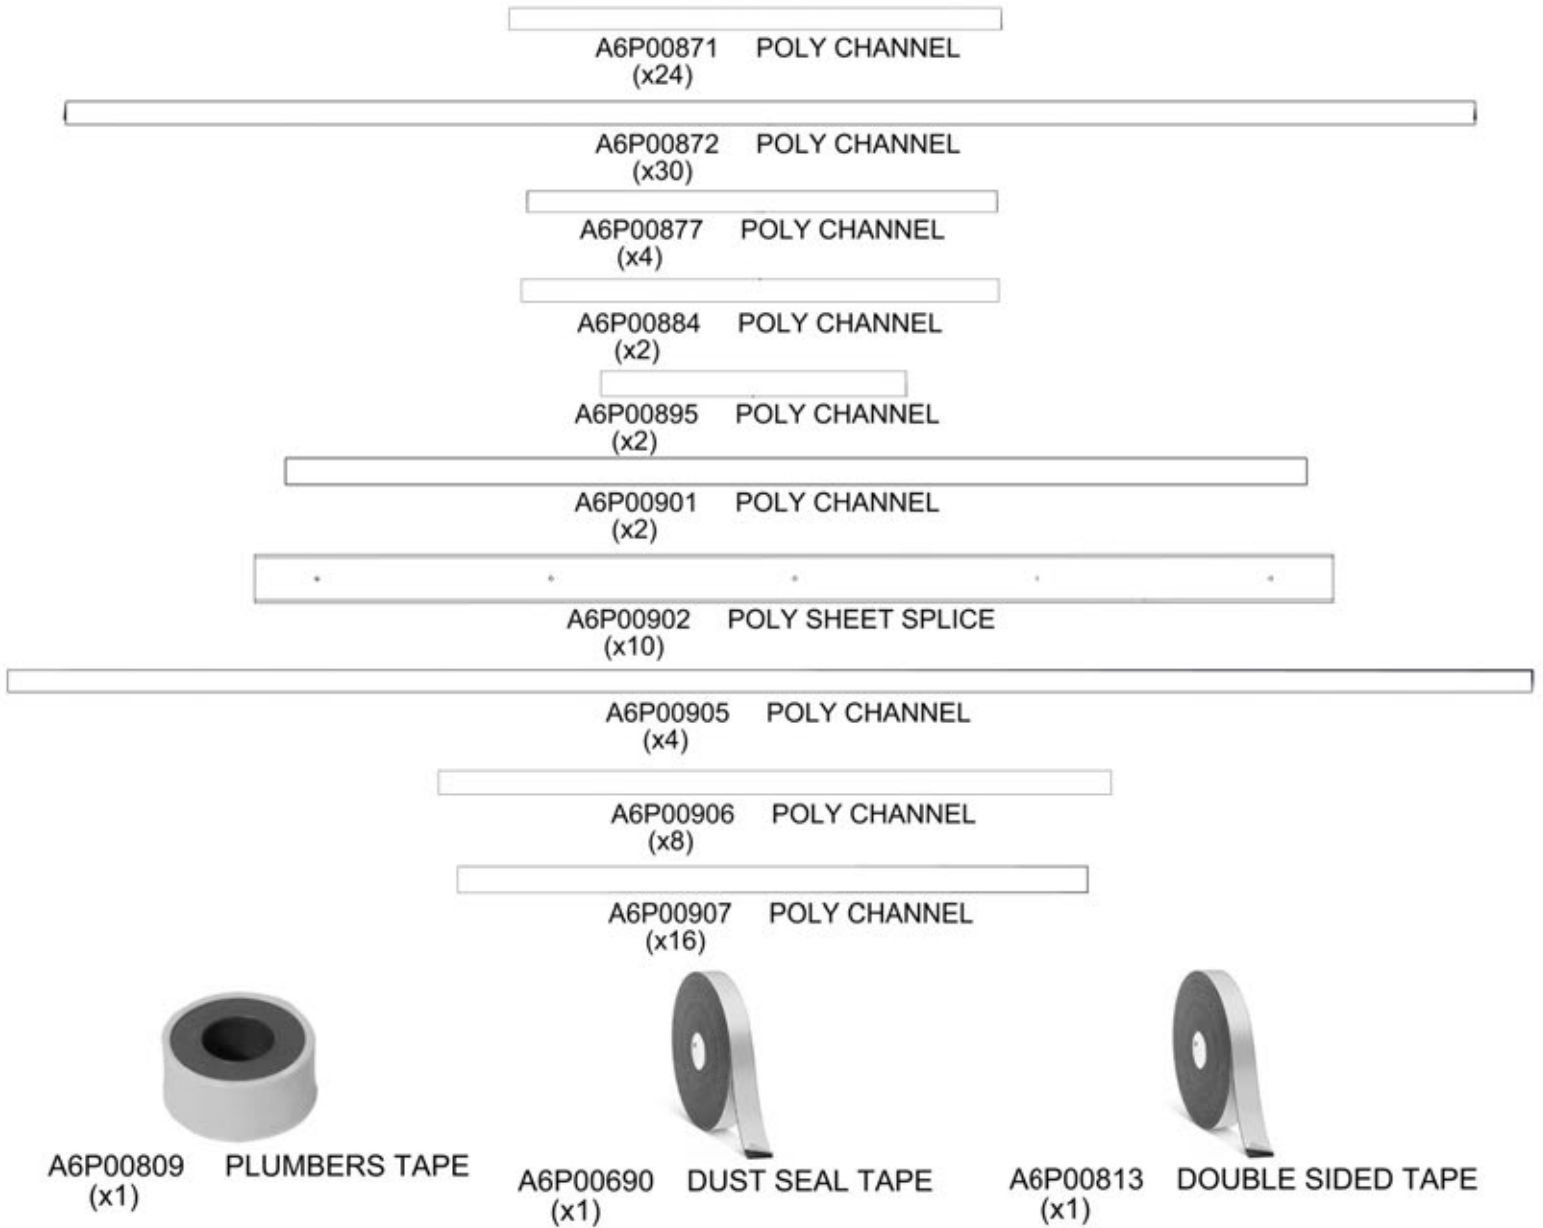 A6P00871 POLY CHANNEL
(x24)
A6P00872 POLY CHANNEL
(x30)
A6P00877 POLY CHANNEL
(x4)
A6P00884 POLY CHANNEL
(x2)
A6P00895 POLY CHANNEL
(x2)
A6P00901 POLY CHANNEL
(x2)
A6P00902 POLY SHEET SPLICE
(x10)
A6P00905 POLY CHANNEL
(x4)
A6P00906 POLY CHANNEL
(x8)
A6P00907 POLY CHANNEL
(x16)
A6P00809 PLUMBERS TAPE
(x1)
A6P00690 DUST SEAL TAPE
(x1)
A6P00813 DOUBLE SIDED TAPE
(x1)